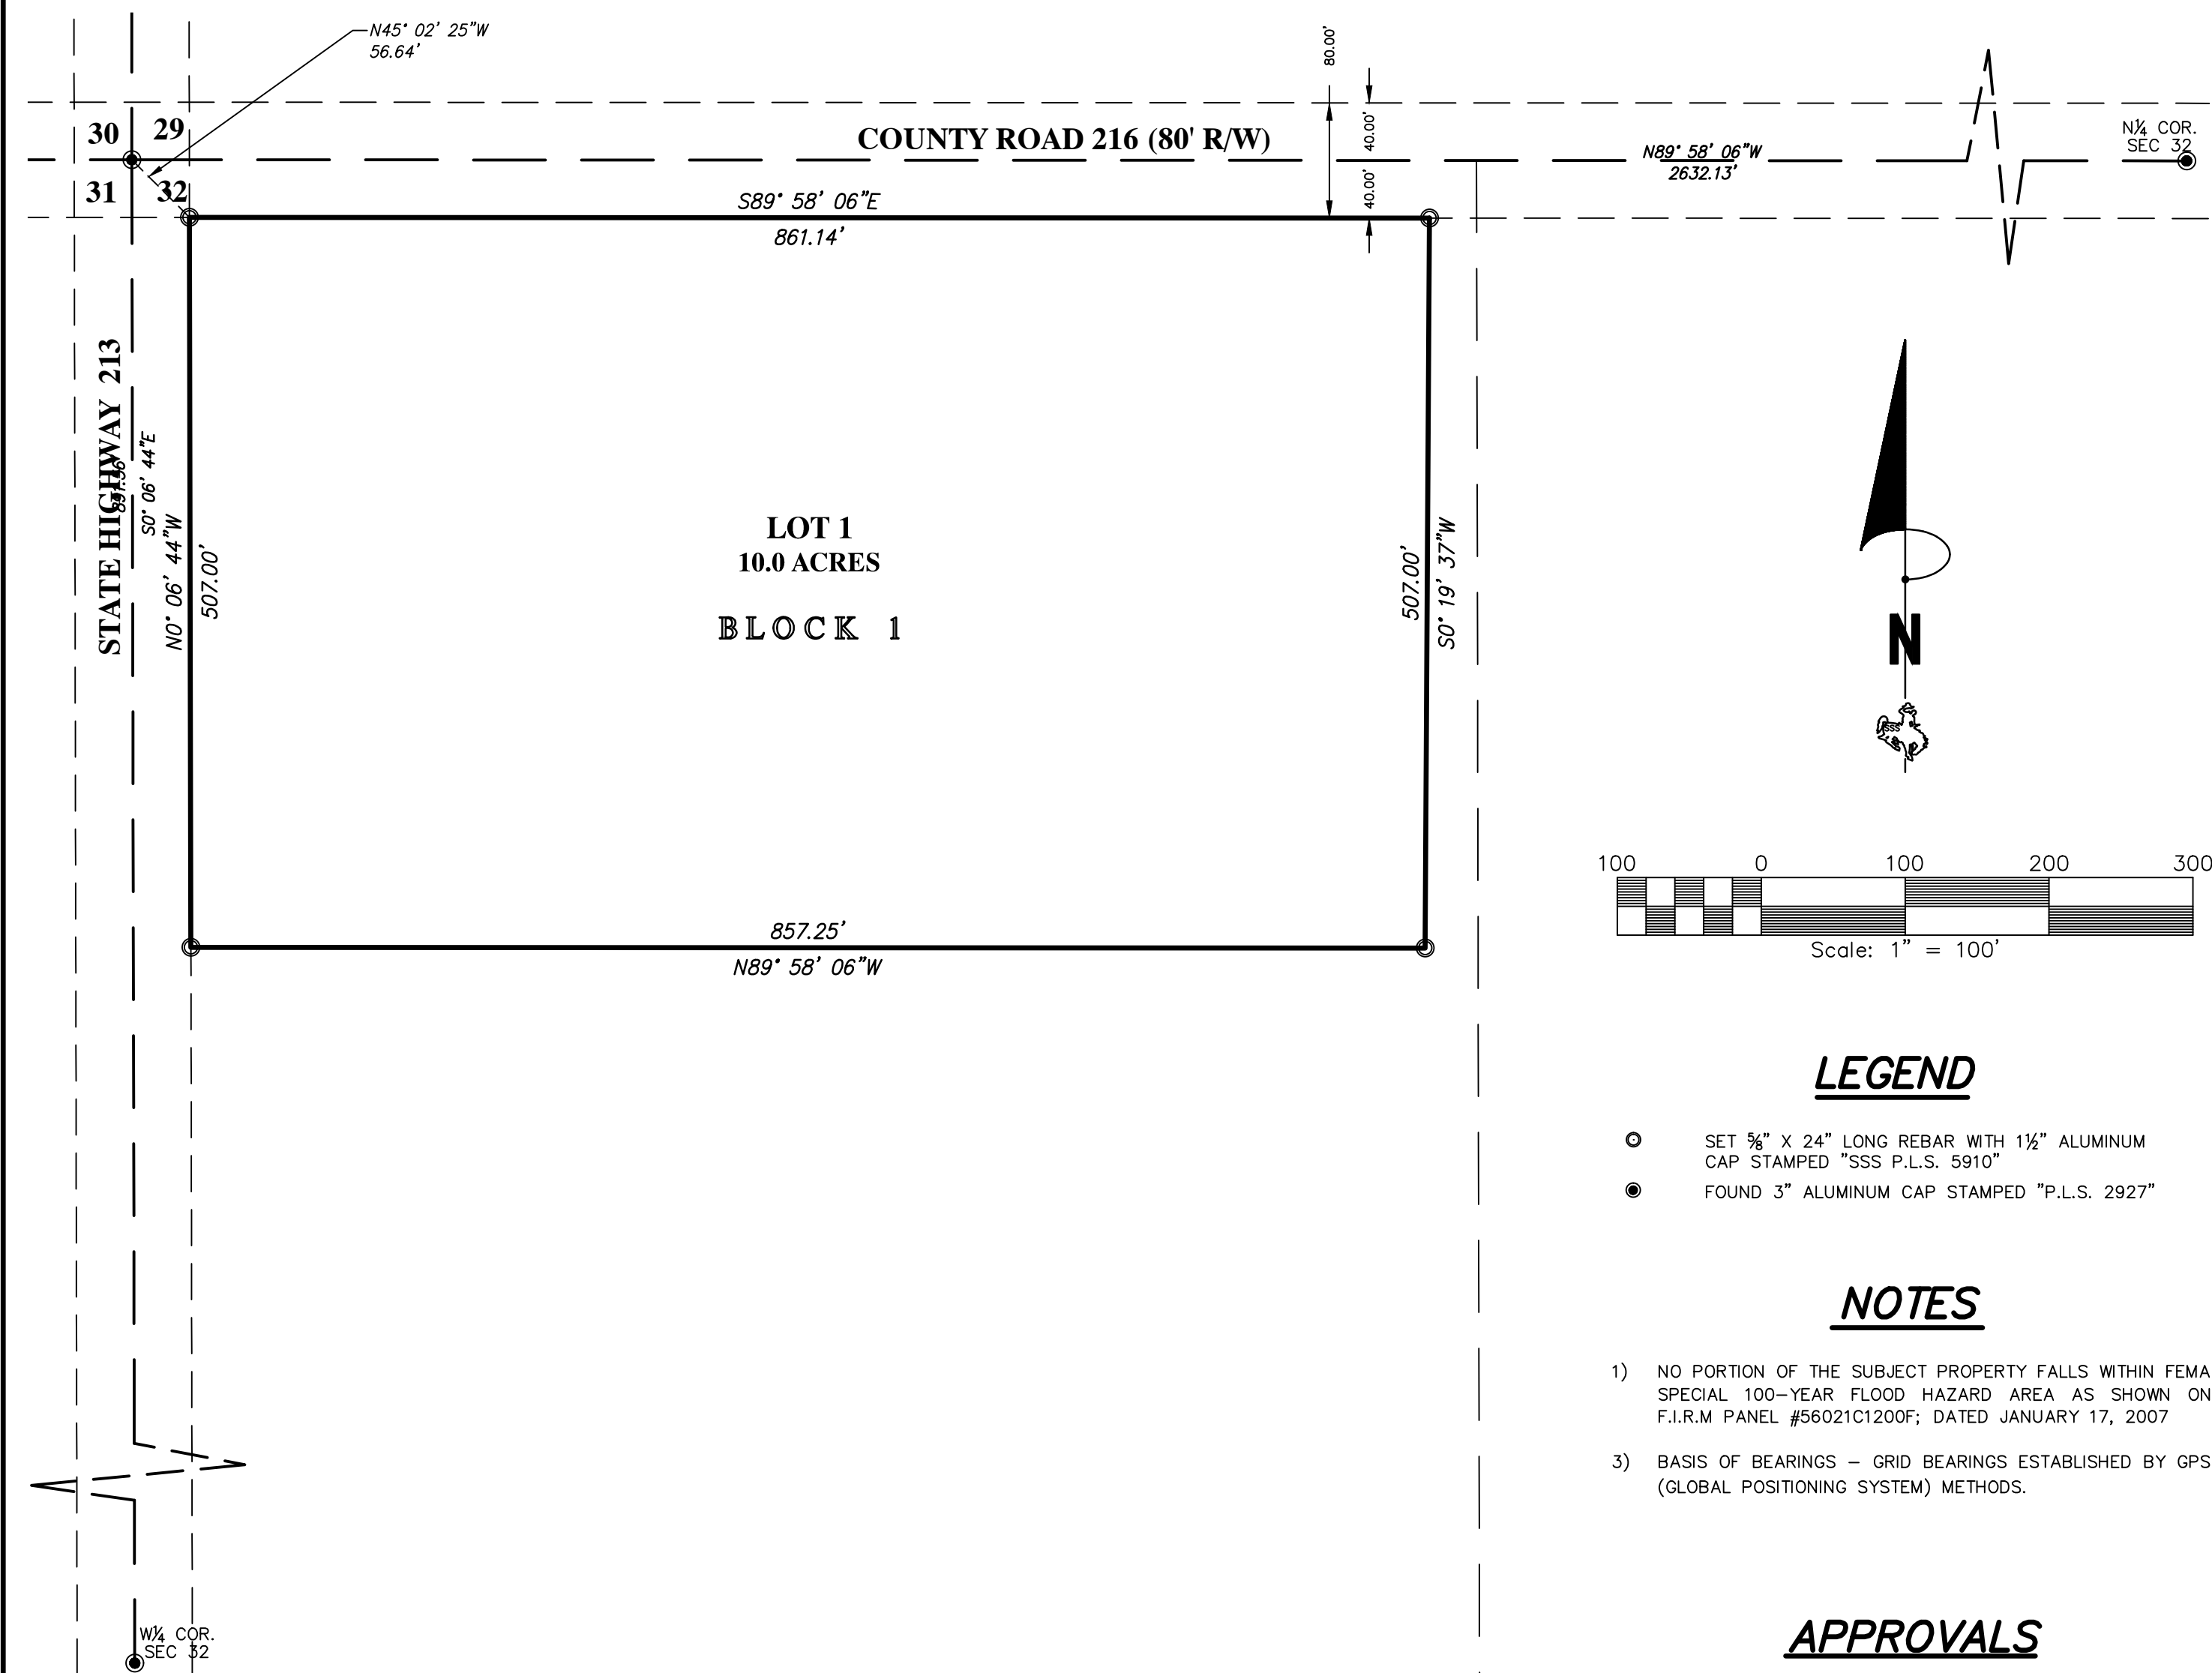 N45° 02' 25"W
56.64'
80.00'
40.00'
30
29
COUNTY ROAD 216 (80' R/W)
N¼ COR.
SEC 32
N89° 58' 06"W
2632.13'
31
32
40.00'
S89° 58' 06"E
861.14'
STATE HIGHWAY 213
S0° 06' 44"E
N0° 06' 44"W
507.00'
LOT 1
10.0 ACRES
BLOCK 1
507.00'
S0° 19' 37"W
N
SSS
857.25'
N89° 58' 06"W
100 0 100 200 300
Scale: 1" = 100'
LEGEND
SET ⅝" X 24" LONG REBAR WITH 1½" ALUMINUM
CAP STAMPED "SSS P.L.S. 5910"
FOUND 3" ALUMINUM CAP STAMPED "P.L.S. 2927"
NOTES
1) NO PORTION OF THE SUBJECT PROPERTY FALLS WITHIN FEMA
SPECIAL 100-YEAR FLOOD HAZARD AREA AS SHOWN ON
F.I.R.M PANEL #56021C1200F; DATED JANUARY 17, 2007
3) BASIS OF BEARINGS – GRID BEARINGS ESTABLISHED BY GPS
(GLOBAL POSITIONING SYSTEM) METHODS.
W¼ COR.
SEC 32
APPROVALS